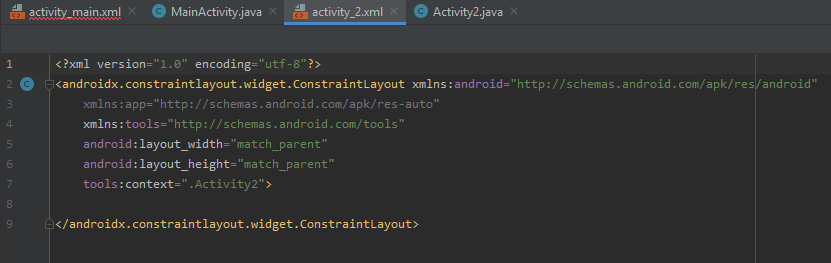 activity_main.xml MainActivity.java activity_2.xml Activity2.java
1 <?xml version="1.0" encoding="utf-8"?>
2 <androidx.constraintlayout.widget.ConstraintLayout xmlns:android="http://schemas.android.com/apk/res/android"
3 xmlns:app="http://schemas.android.com/apk/res-auto"
4 xmlns:tools="http://schemas.android.com/tools"
5 android:layout_width="match_parent"
6 android:layout_height="match_parent"
7 tools:context=".Activity2">
8
9 </androidx.constraintlayout.widget.ConstraintLayout>